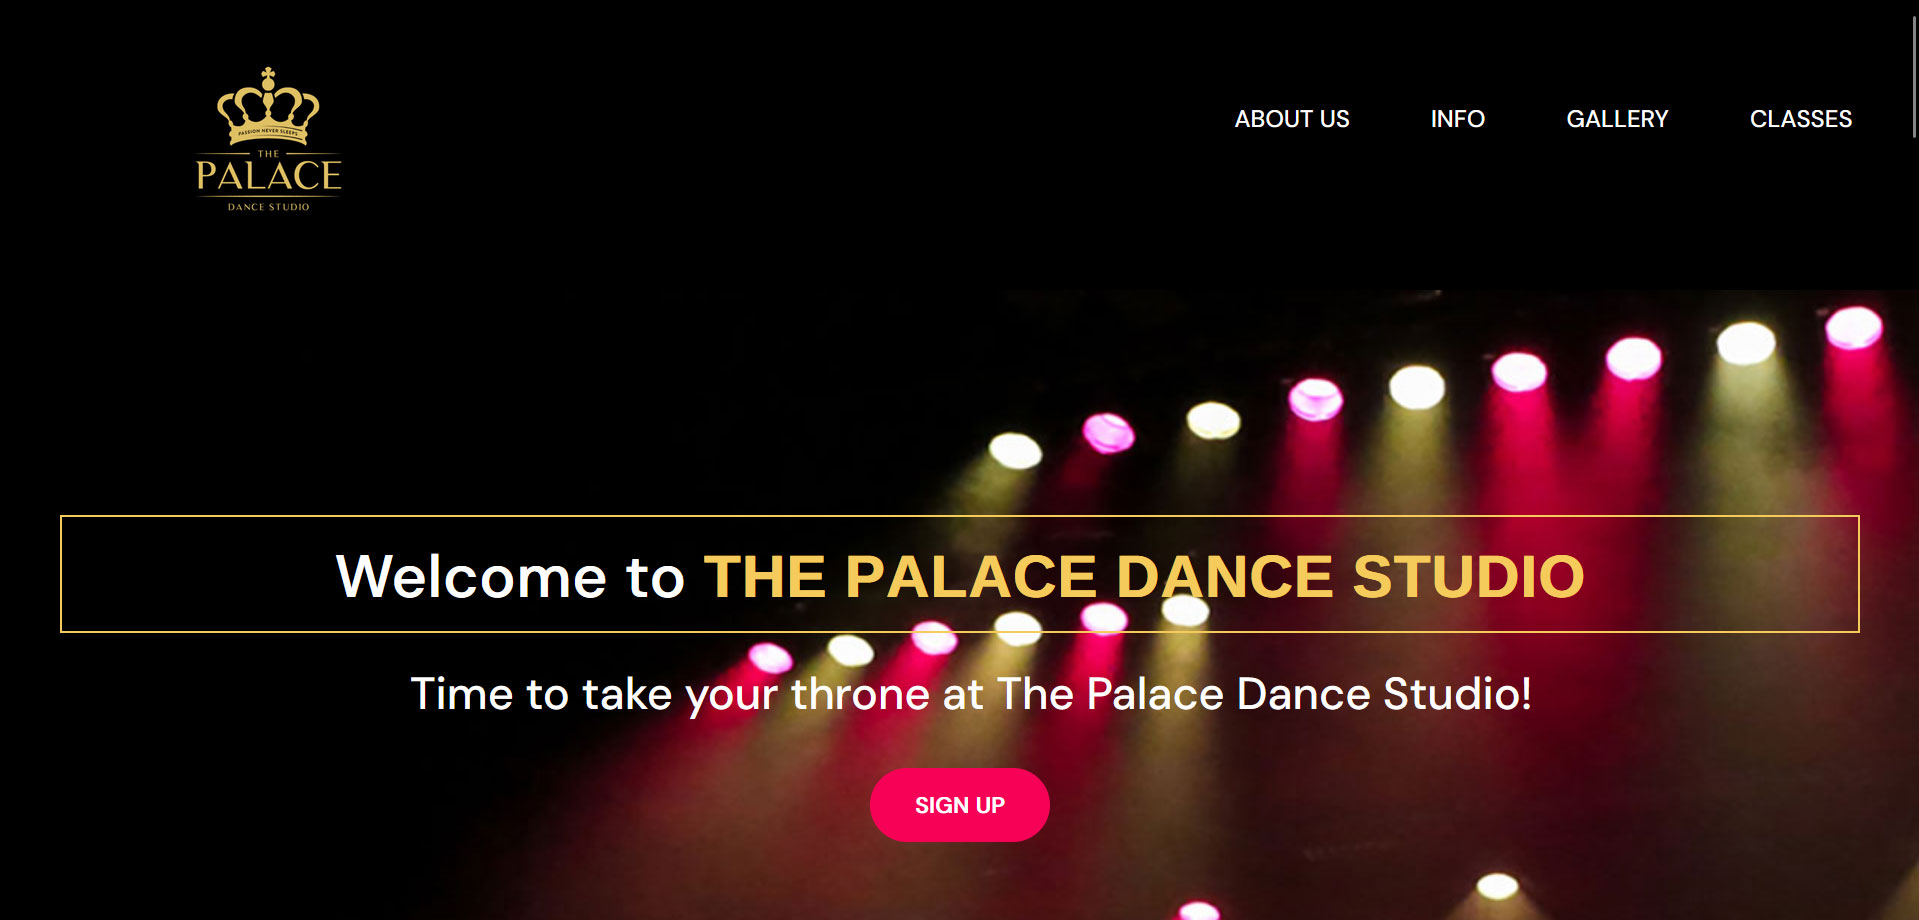 PASSION NEVER SLEEPS
THE
PALACE
DANCE STUDIO
ABOUT US INFO GALLERY CLASSES
Welcome to THE PALACE DANCE STUDIO
Time to take your throne at The Palace Dance Studio!
SIGN UP